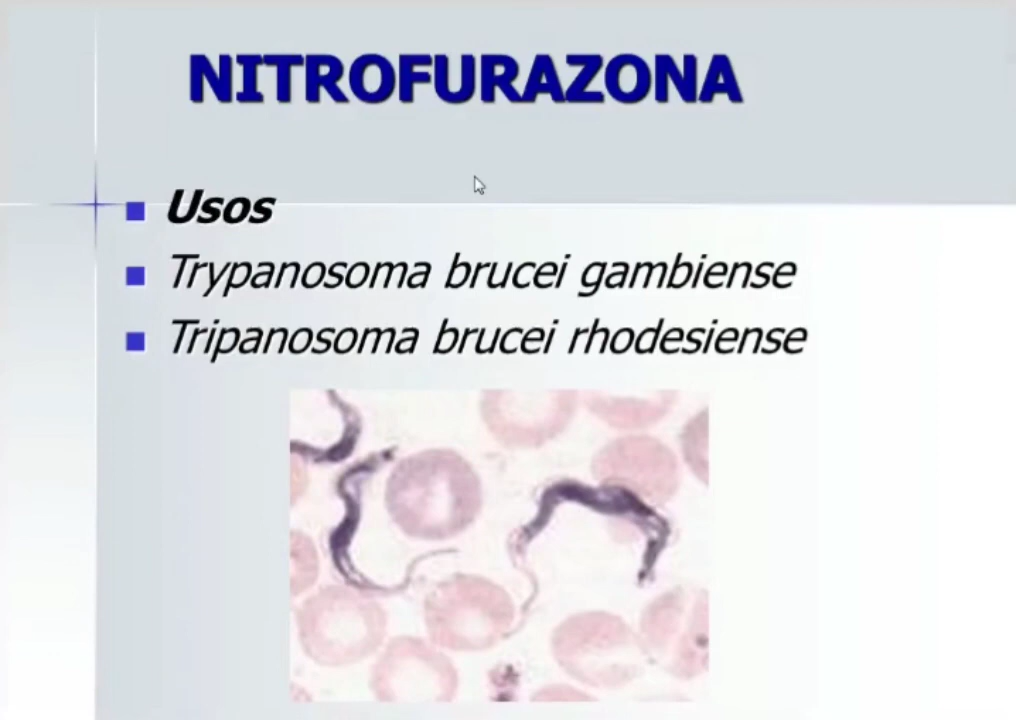 NITROFURAZONA
Usos
Trypanosoma brucei gambiense
Tripanosoma brucei rhodesiense